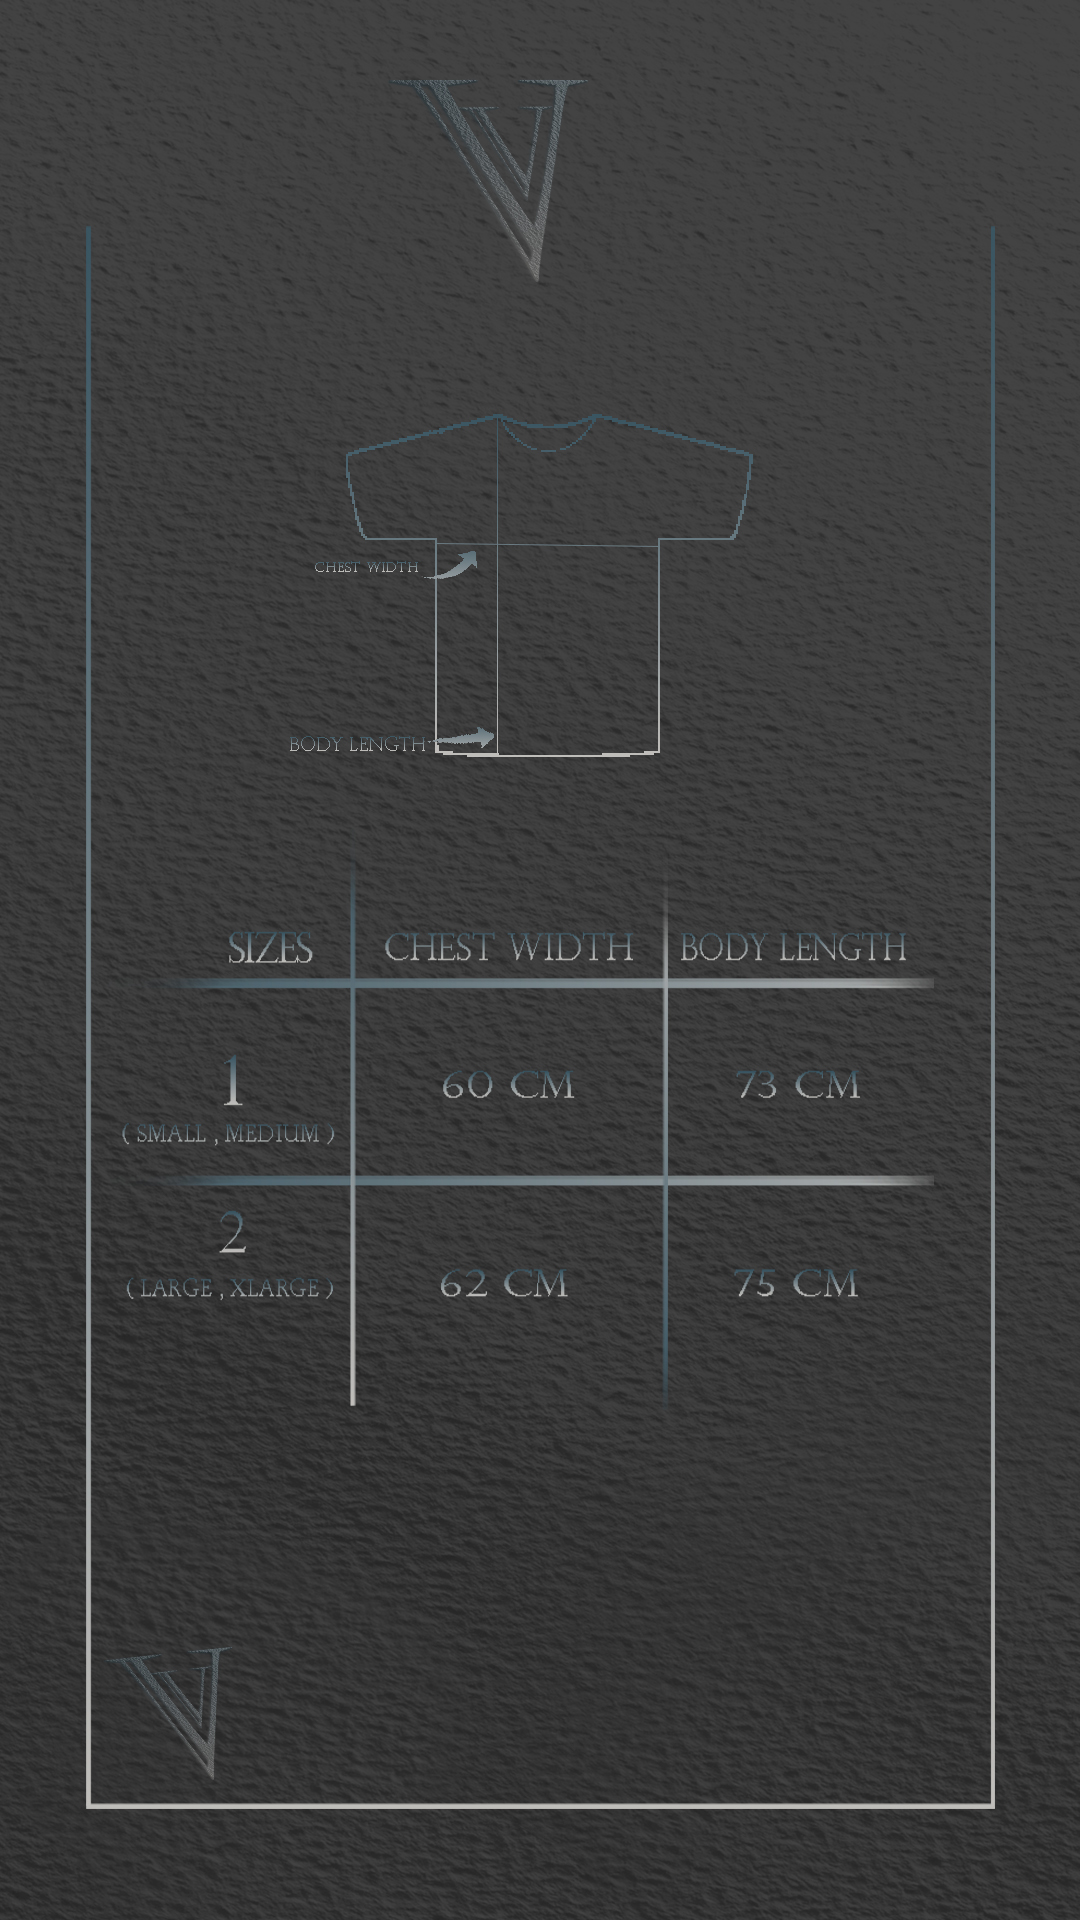 V
CHEST WIDTH
BODY LENGTH
SIZES CHEST WIDTH BODY LENGTH
1 60 CM 73 CM
( SMALL , MEDIUM )
2
( LARGE , XLARGE ) 62 CM 75 CM
V